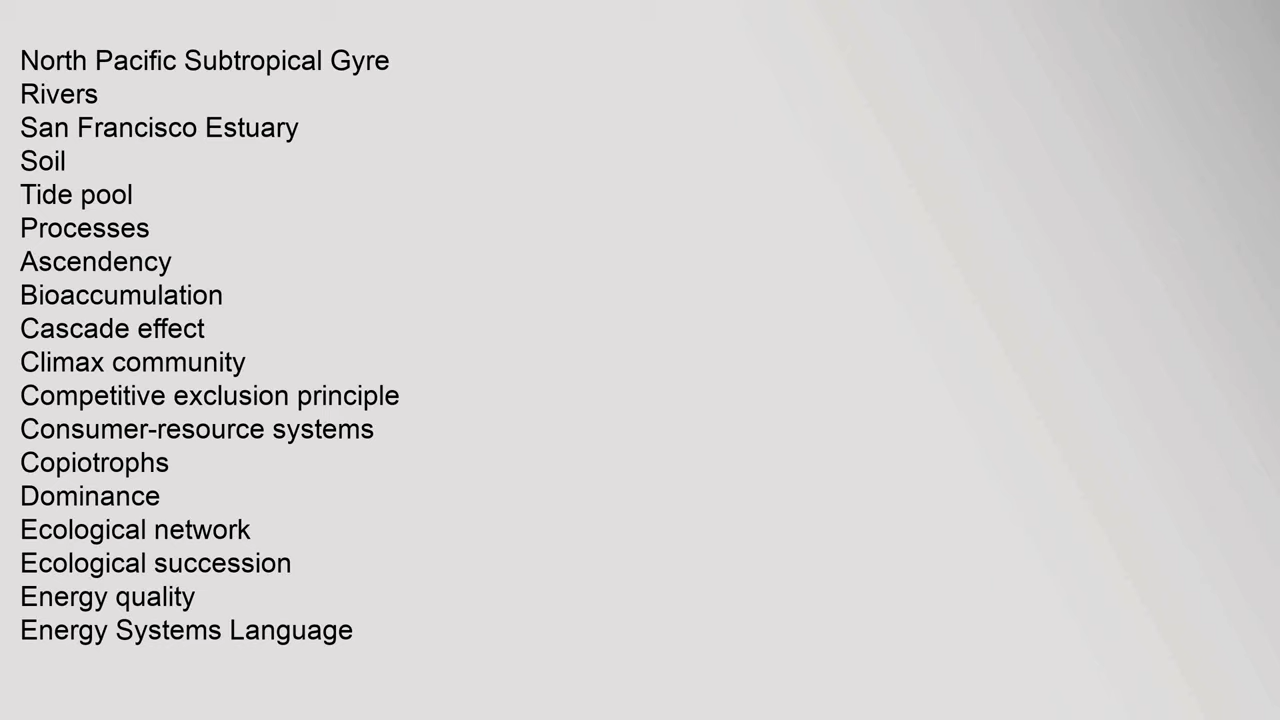 North Pacific Subtropical Gyre
Rivers
San Francisco Estuary
Soil
Tide pool
Processes
Ascendency
Bioaccumulation
Cascade effect
Climax community
Competitive exclusion principle
Consumer-resource systems
Copiotrophs
Dominance
Ecological network
Ecological succession
Energy quality
Energy Systems Language